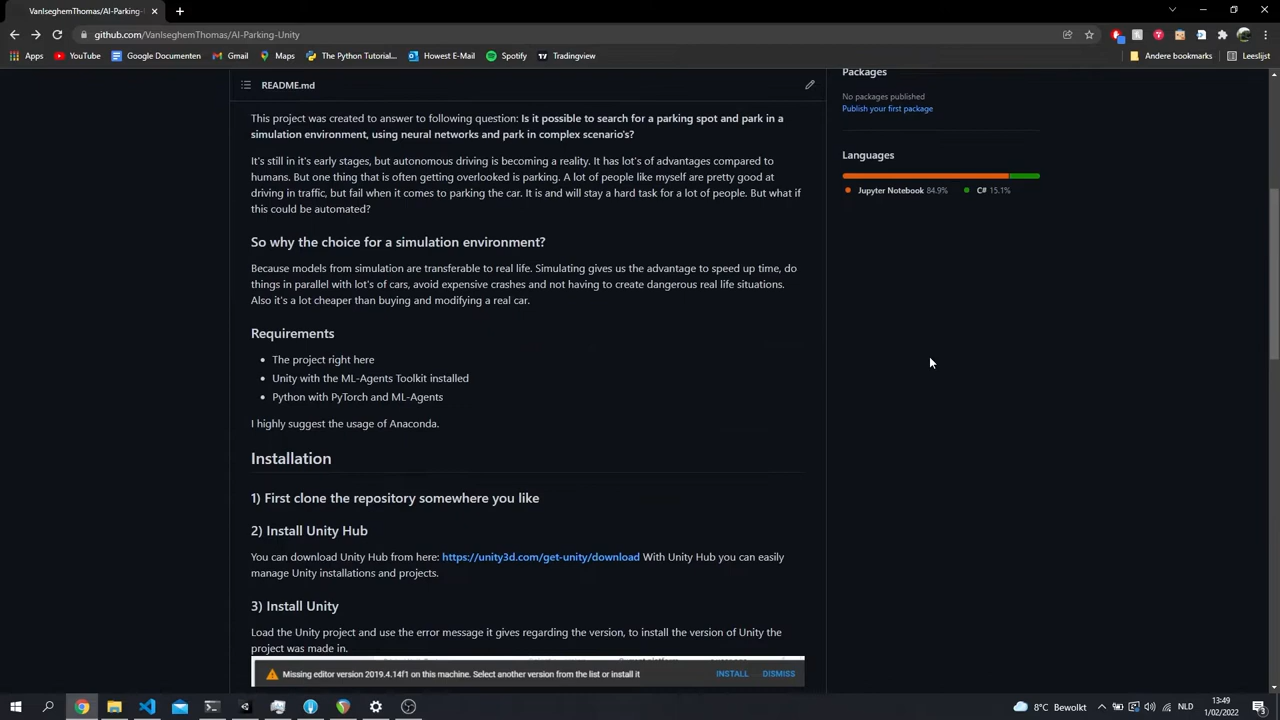 VanIseghemThomas/AI-Parking-
github.com/VanIseghemThomas/AI-Parking-Unity
Apps YouTube Google Documenten Gmail Maps The Python Tutorial... Howest E-Mail Spotify Tradingview Andere bookmarks Leeslijst
README.md
This project was created to answer to following question: Is it possible to search for a parking spot and park in a
simulation environment, using neural networks and park in complex scenario's?
It's still in it's early stages, but autonomous driving is becoming a reality. It has lot's of advantages compared to
humans. But one thing that is often getting overlooked is parking. A lot of people like myself are pretty good at
driving in traffic, but fail when it comes to parking the car. It is and will stay a hard task for a lot of people. But what if
this could be automated?
So why the choice for a simulation environment?
Because models from simulation are transferable to real life. Simulating gives us the advantage to speed up time, do
things in parallel with lot's of cars, avoid expensive crashes and not having to create dangerous real life situations.
Also it's a lot cheaper than buying and modifying a real car.
Requirements
• The project right here
• Unity with the ML-Agents Toolkit installed
• Python with PyTorch and ML-Agents
I highly suggest the usage of Anaconda.
Installation
1) First clone the repository somewhere you like
2) Install Unity Hub
You can download Unity Hub from here: https://unity3d.com/get-unity/download With Unity Hub you can easily
manage Unity installations and projects.
3) Install Unity
Load the Unity project and use the error message it gives regarding the version, to install the version of Unity the
project was made in.
Missing editor version 2019.4.14f1 on this machine. Select another version from the list or install it INSTALL DISMISS
Packages
No packages published
Publish your first package
Languages
Jupyter Notebook 84.9% C# 15.1%
8°C Bewolkt NLD
13:49
1/02/2022